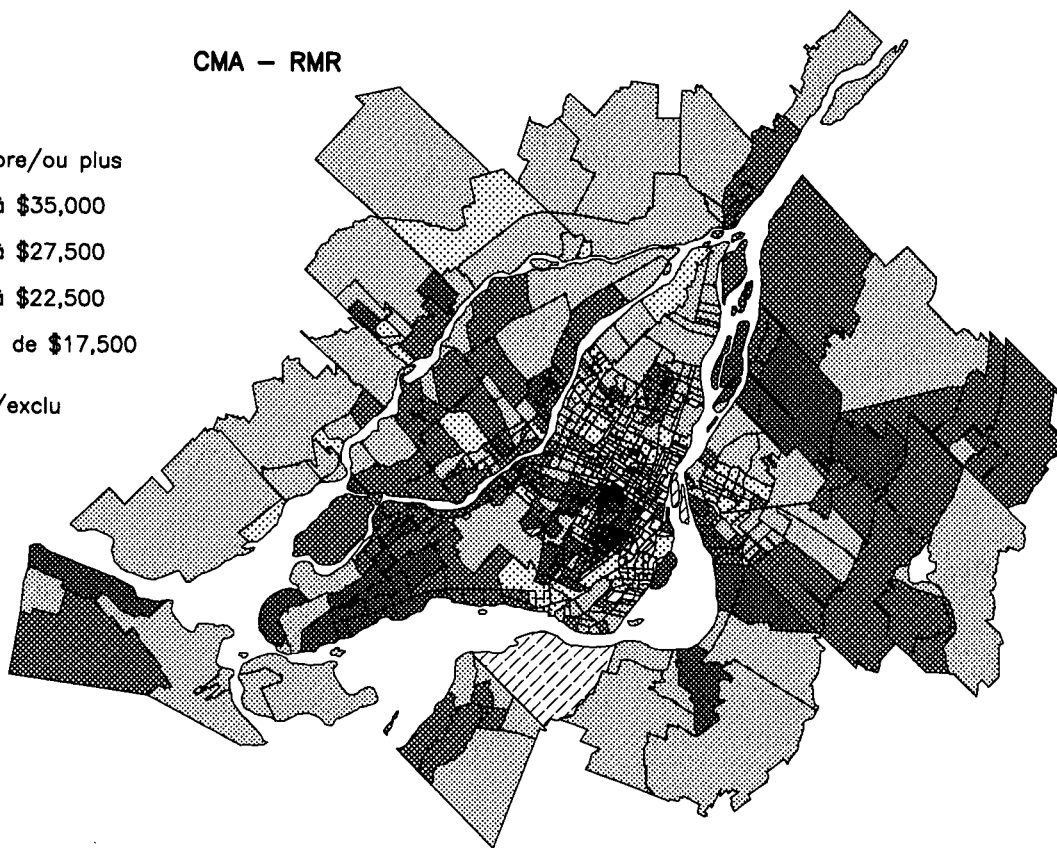 CMA – RMR
ore/ou plus
à $35,000
à $27,500
à $22,500
de $17,500
/exclu